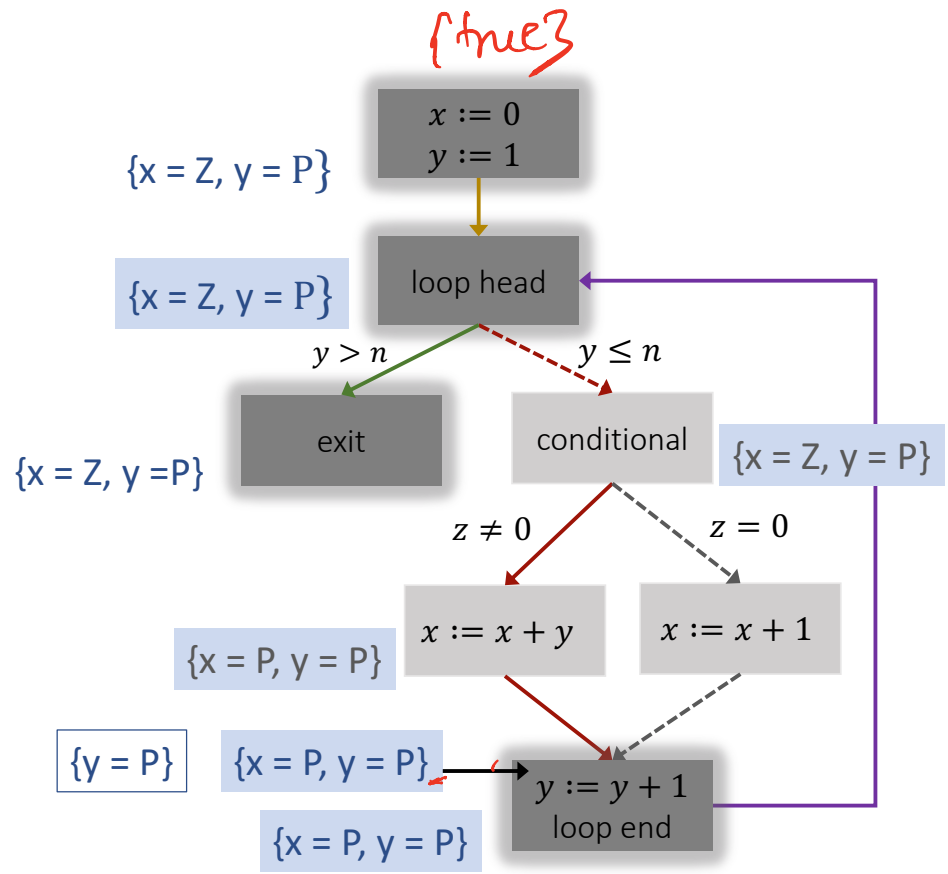 {true}
x := 0
y := 1
{x = Z, y = P}
loop head
{x = Z, y = P}
y > n
y ≤ n
exit
conditional
{x = Z, y = P}
{x = Z, y =P}
z ≠ 0
z = 0
x := x + y
x := x + 1
{x = P, y = P}
{y = P}
{x = P, y = P}
y := y + 1
loop end
{x = P, y = P}